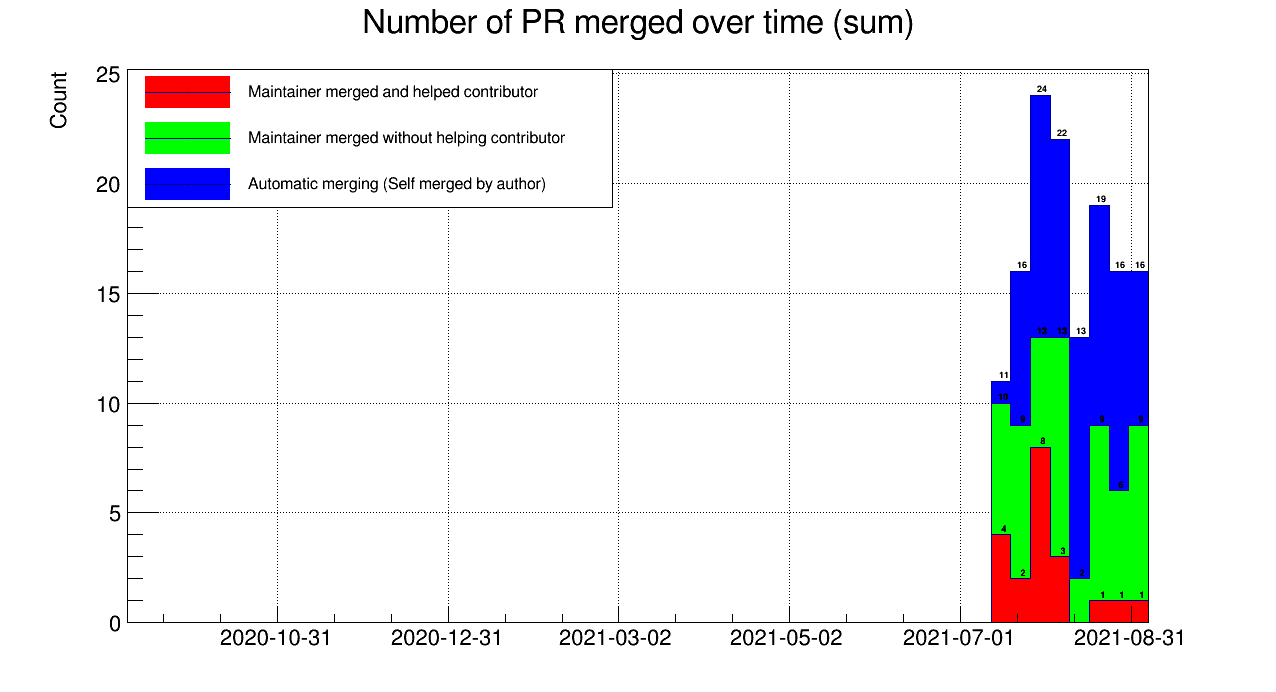 Number of PR merged over time (sum)
Count
25
20
15
10
5
0
Maintainer merged and helped contributor
Maintainer merged without helping contributor
Automatic merging (Self merged by author)
24
22
19
16 16 16
13 13 13
11
10
9 9 9
8
6
4
3
2 2
1 1 1
2020-10-31 2020-12-31 2021-03-02 2021-05-02 2021-07-01 2021-08-31